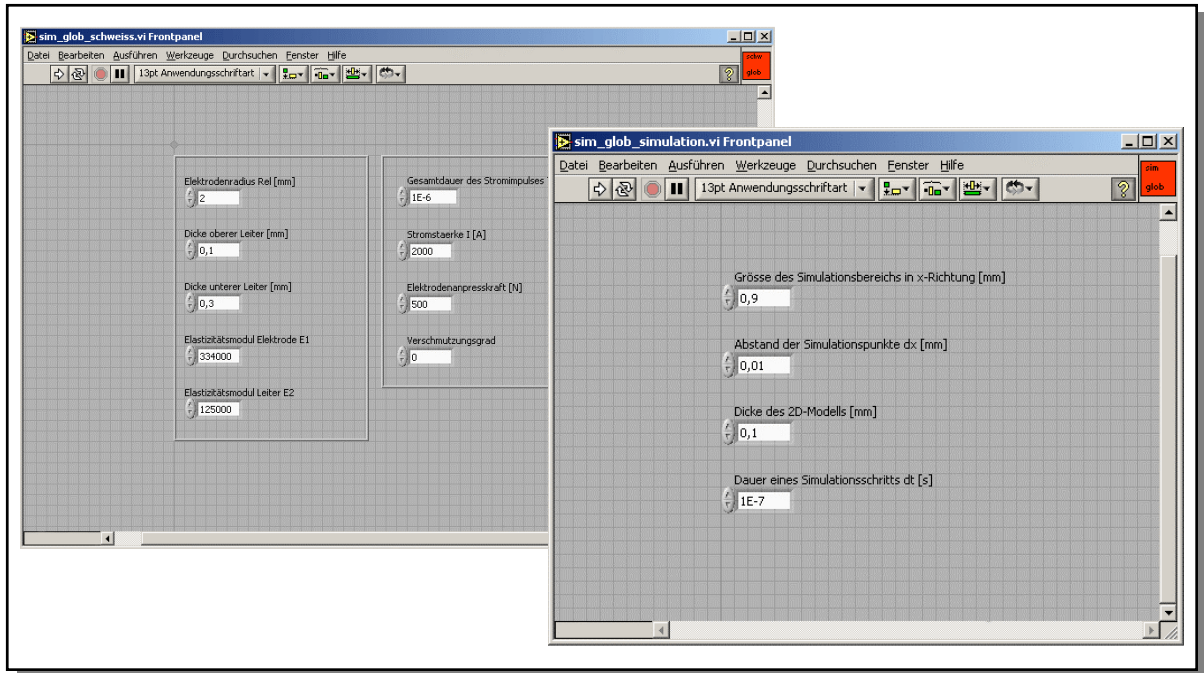 sim_glob_schweiss.vi Frontpanel
Datei Bearbeiten Ausführen Werkzeuge Durchsuchen Fenster Hilfe
13pt Anwendungsschriftart
schw
glob
Elektrodenradius Rel [mm]
2
Dicke oberer Leiter [mm]
0,1
Dicke unterer Leiter [mm]
0,3
Elastizitätsmodul Elektrode E1
334000
Elastizitätsmodul Leiter E2
125000
Gesamtdauer des Stromimpulses
1E-6
Stromstaerke I [A]
2000
Elektrodenanpresskraft [N]
500
Verschmutzungsgrad
0
sim_glob_simulation.vi Frontpanel
Datei Bearbeiten Ausführen Werkzeuge Durchsuchen Fenster Hilfe
13pt Anwendungsschriftart
sim
glob
Grösse des Simulationsbereichs in x-Richtung [mm]
0,9
Abstand der Simulationspunkte dx [mm]
0,01
Dicke des 2D-Modells [mm]
0,1
Dauer eines Simulationsschritts dt [s]
1E-7